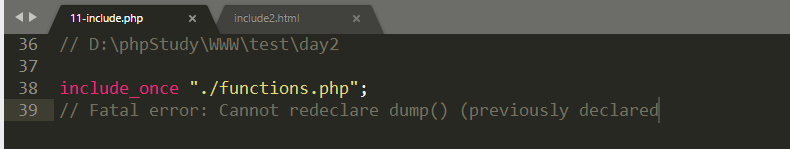 11-include.php × include2.html ×
36 // D:\phpStudy\WWW\test\day2
37
38 include_once "./functions.php";
39 // Fatal error: Cannot redeclare dump() (previously declared